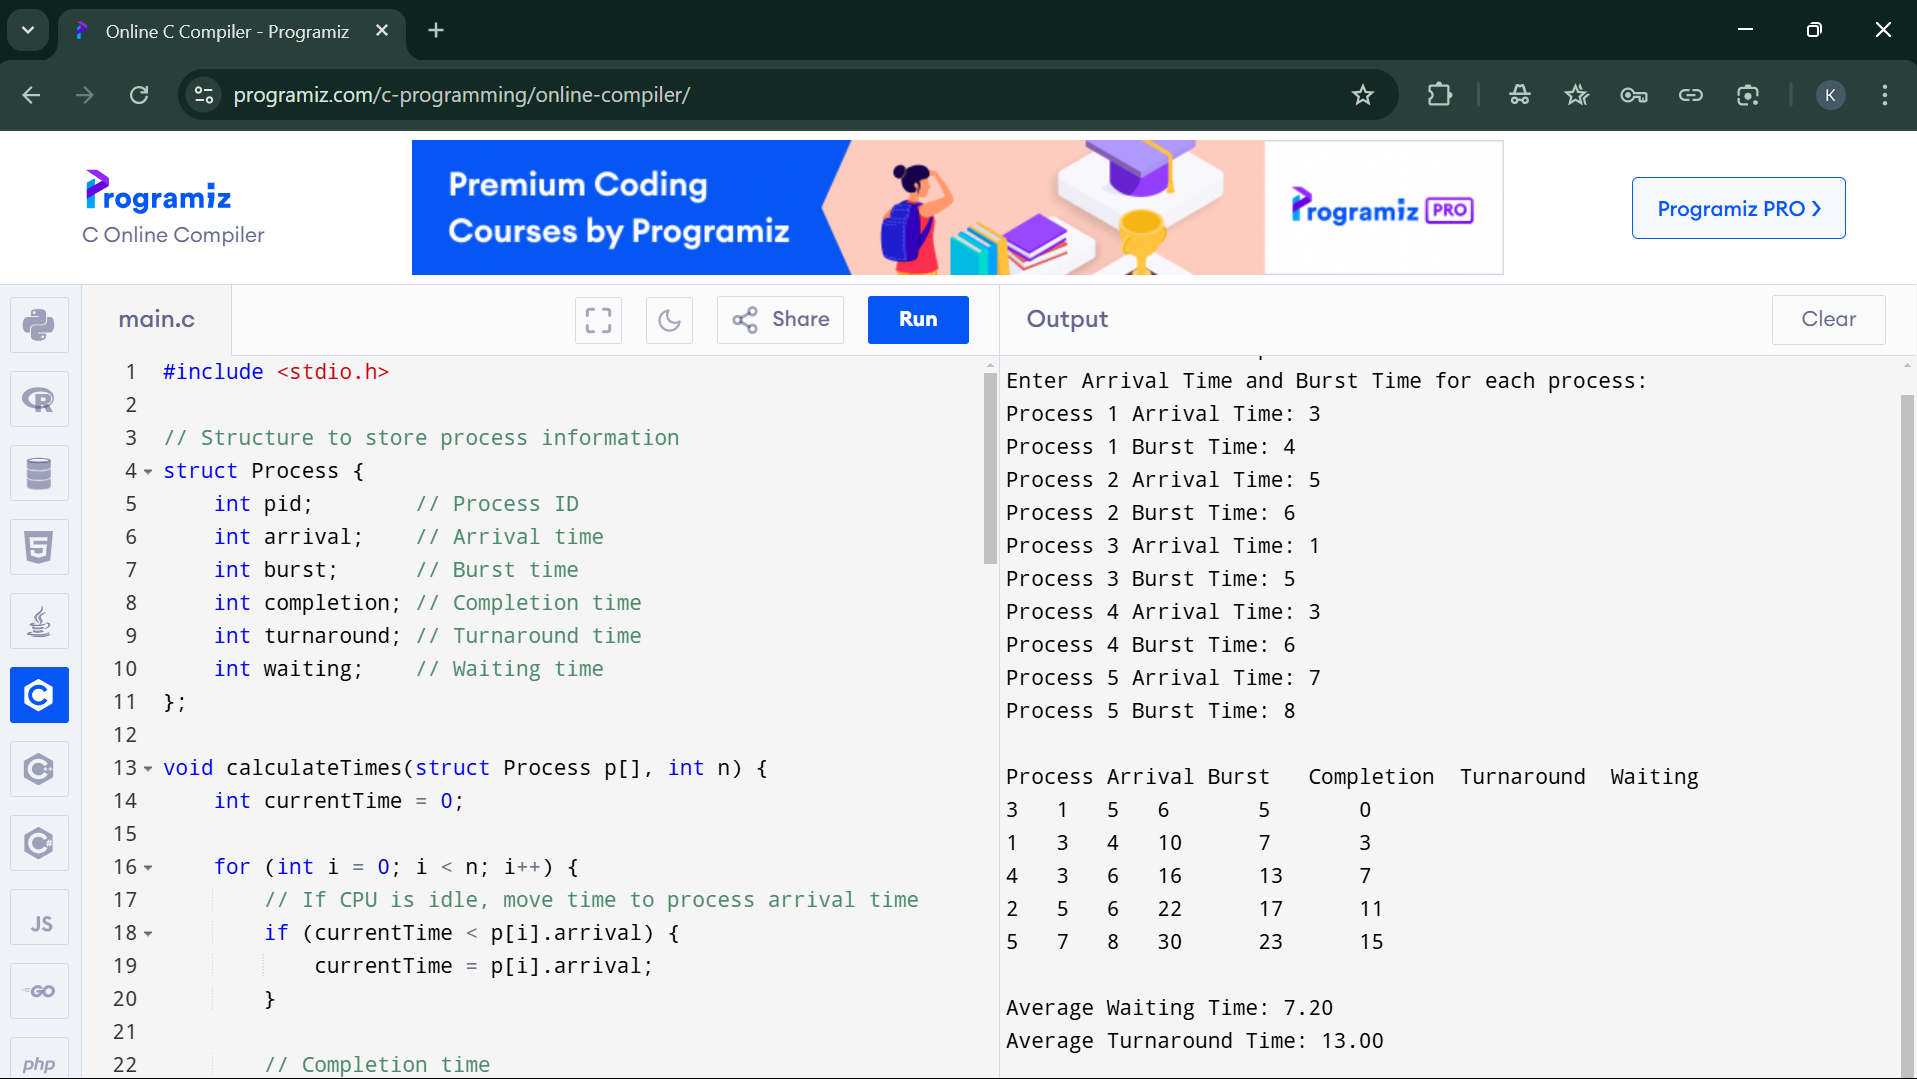 Online C Compiler - Programiz
programiz.com/c-programming/online-compiler/
K
Programiz
C Online Compiler
Premium Coding
Courses by Programiz
Programiz PRO
Programiz PRO ❯
main.c
Share
Run
Output
Clear
1 #include <stdio.h>
2
3 // Structure to store process information
4 struct Process {
5     int pid;        // Process ID
6     int arrival;    // Arrival time
7     int burst;      // Burst time
8     int completion; // Completion time
9     int turnaround; // Turnaround time
10     int waiting;    // Waiting time
11 };
12
13 void calculateTimes(struct Process p[], int n) {
14     int currentTime = 0;
15
16     for (int i = 0; i < n; i++) {
17         // If CPU is idle, move time to process arrival time
18         if (currentTime < p[i].arrival) {
19             currentTime = p[i].arrival;
20         }
21
22         // Completion time
JS
GO
php
Enter Arrival Time and Burst Time for each process:
Process 1 Arrival Time: 3
Process 1 Burst Time: 4
Process 2 Arrival Time: 5
Process 2 Burst Time: 6
Process 3 Arrival Time: 1
Process 3 Burst Time: 5
Process 4 Arrival Time: 3
Process 4 Burst Time: 6
Process 5 Arrival Time: 7
Process 5 Burst Time: 8
Process Arrival Burst   Completion  Turnaround  Waiting
3   1   5   6       5       0
1   3   4   10      7       3
4   3   6   16      13      7
2   5   6   22      17      11
5   7   8   30      23      15
Average Waiting Time: 7.20
Average Turnaround Time: 13.00